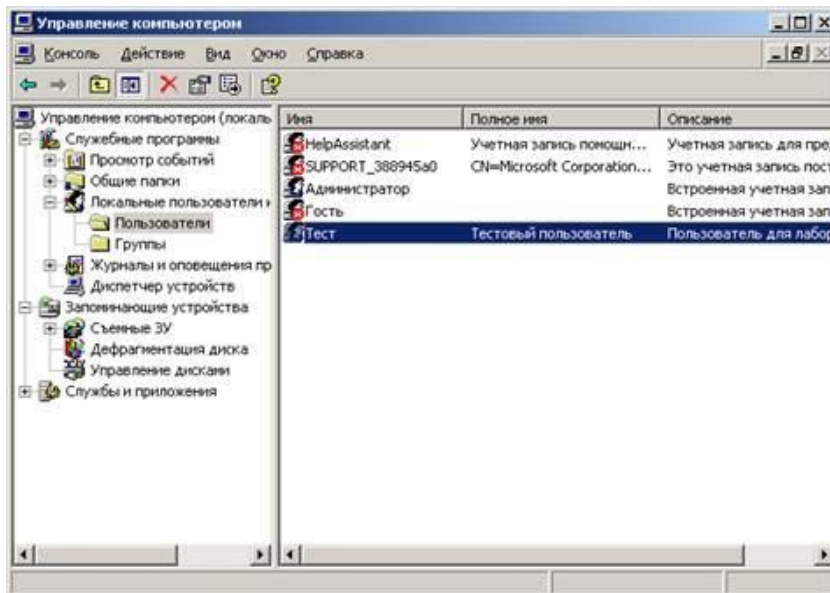 Управление компьютером
Консоль Действие Вид Окно Справка
Управление компьютером (локаль
Служебные программы
Просмотр событий
Общие папки
Локальные пользователи и
Пользователи
Группы
Журналы и оповещения пр
Диспетчер устройств
Запоминающие устройства
Съемные ЗУ
Дефрагментация диска
Управление дисками
Службы и приложения
Имя Полное имя Описание
HelpAssistant Учетная запись помощн... Учетная запись для пре
SUPPORT_388945a0 CN=Microsoft Corporation... Это учетная запись пост
Администратор Встроенная учетная зап
Гость Встроенная учетная зап
Тест Тестовый пользователь Пользователь для лабор